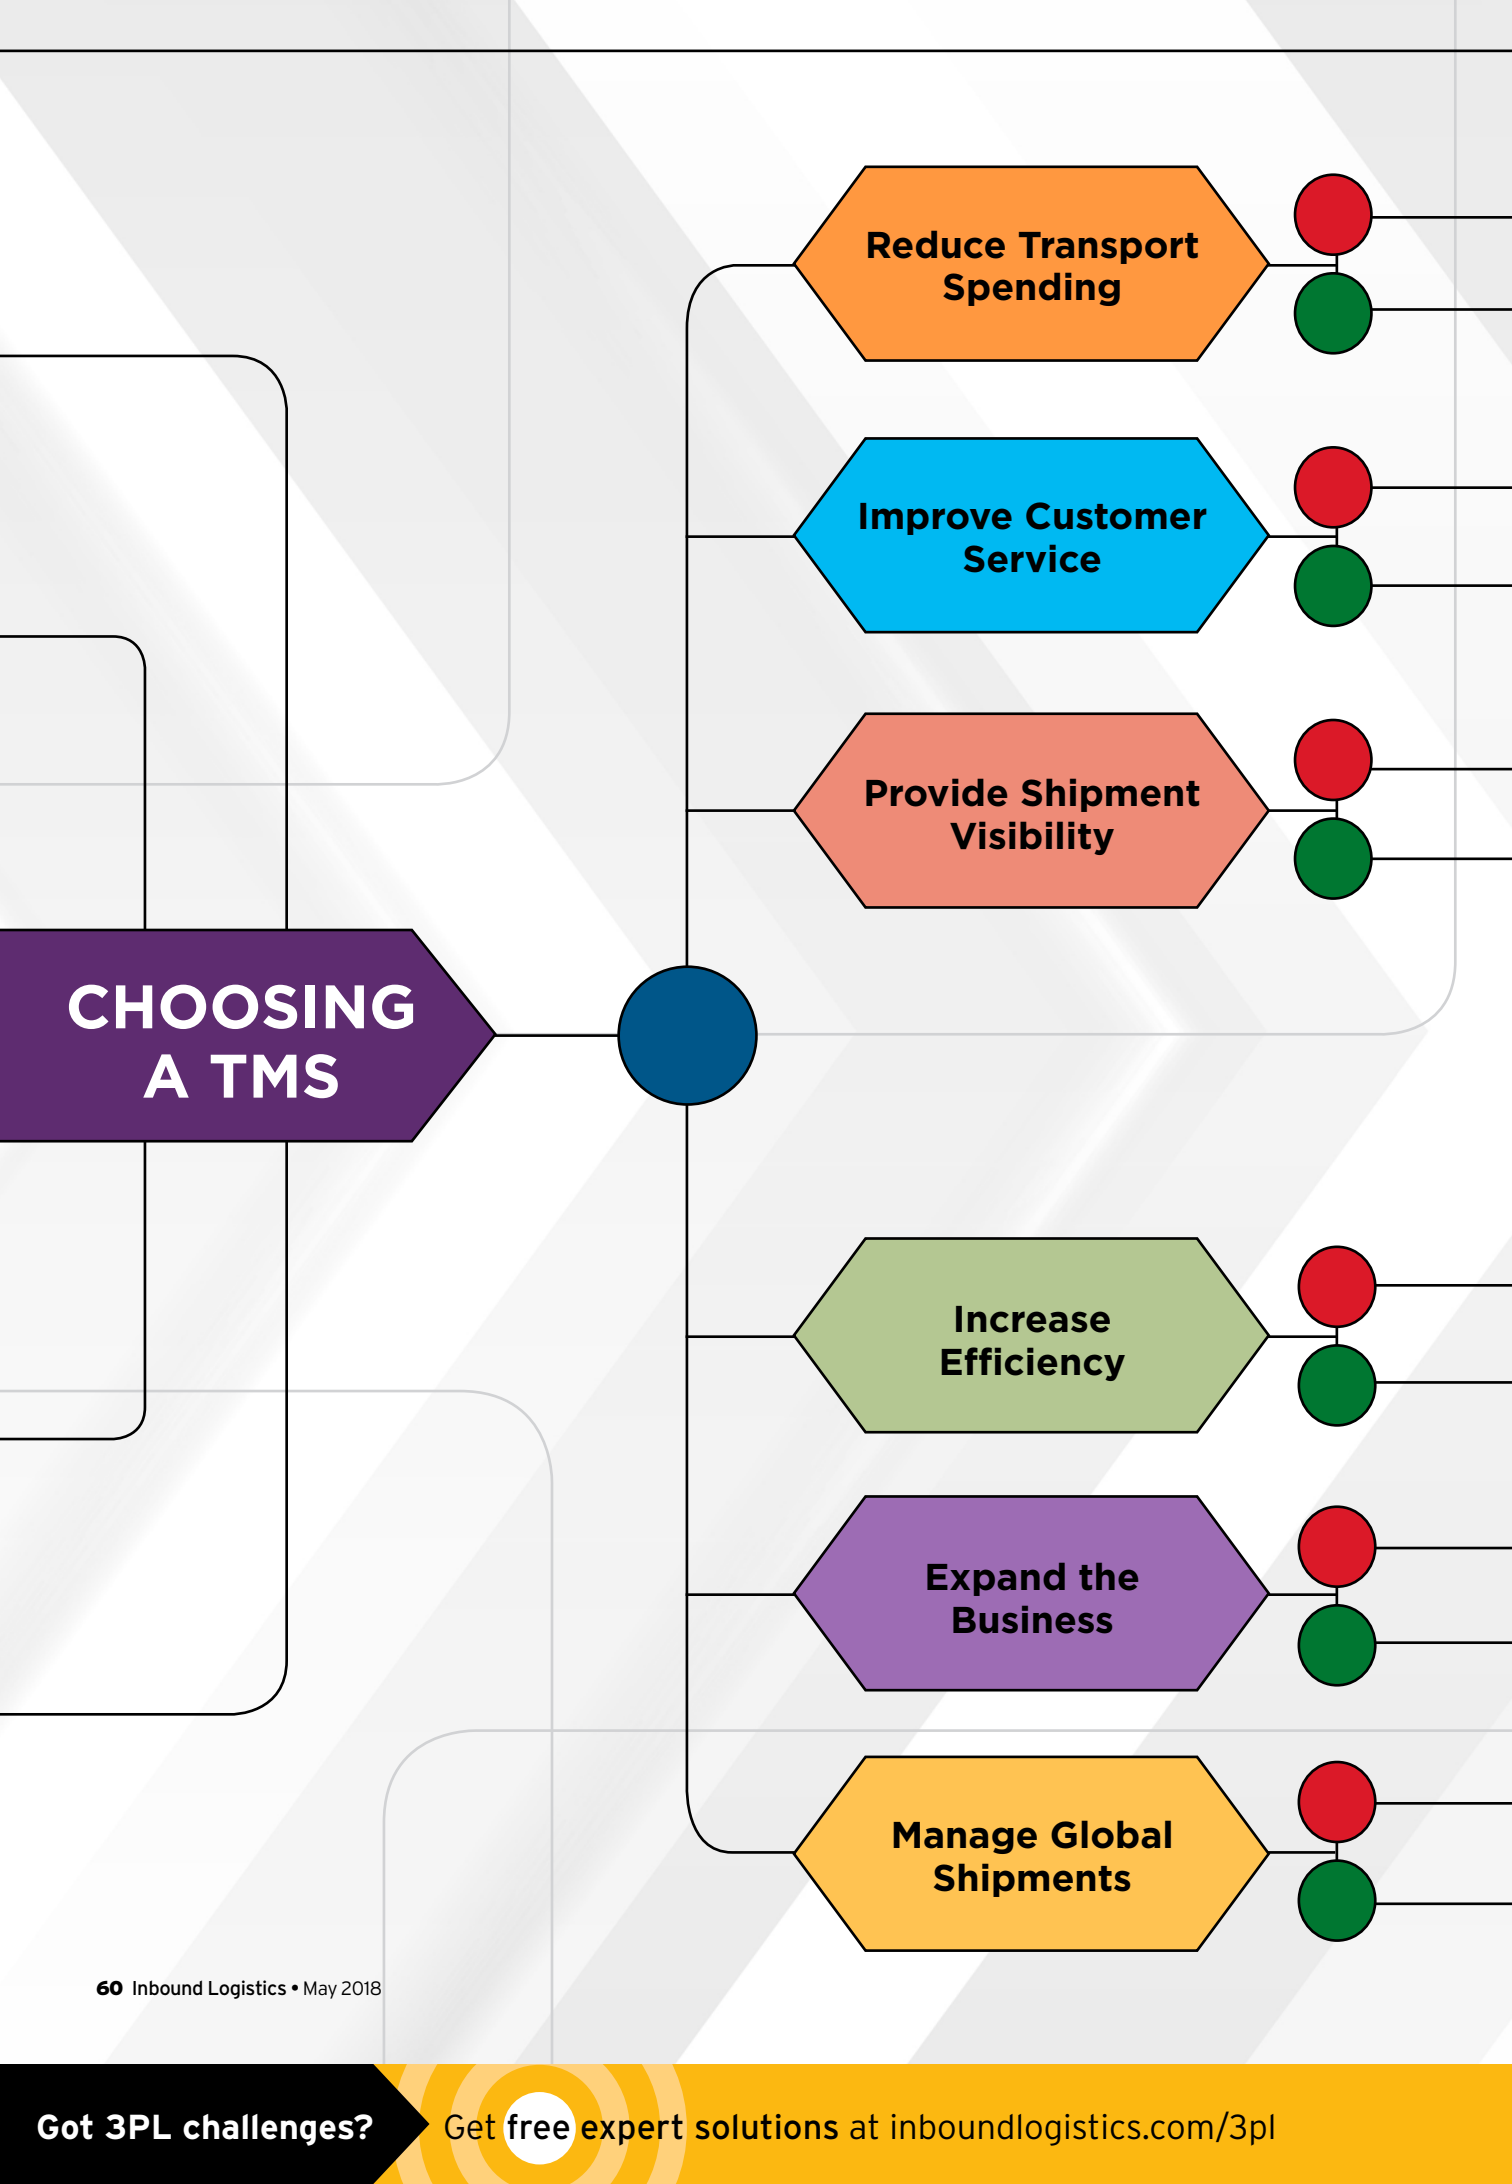 Reduce Transport
Spending
Improve Customer
Service
Provide Shipment
Visibility
CHOOSING
A TMS
Increase
Efficiency
Expand the
Business
Manage Global
Shipments
60 Inbound Logistics • May 2018
Got 3PL challenges? Get free expert solutions at inboundlogistics.com/3pl